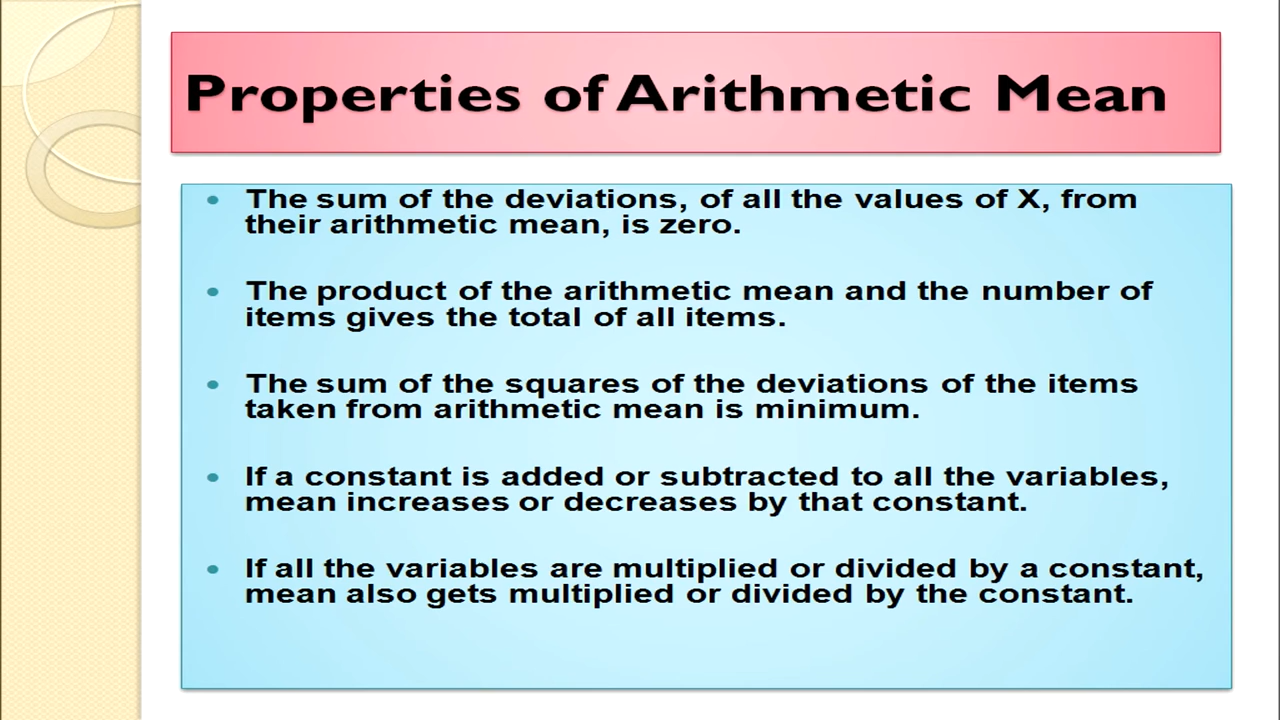 Properties of Arithmetic Mean
• The sum of the deviations, of all the values of X, from
their arithmetic mean, is zero.
• The product of the arithmetic mean and the number of
items gives the total of all items.
• The sum of the squares of the deviations of the items
taken from arithmetic mean is minimum.
• If a constant is added or subtracted to all the variables,
mean increases or decreases by that constant.
• If all the variables are multiplied or divided by a constant,
mean also gets multiplied or divided by the constant.